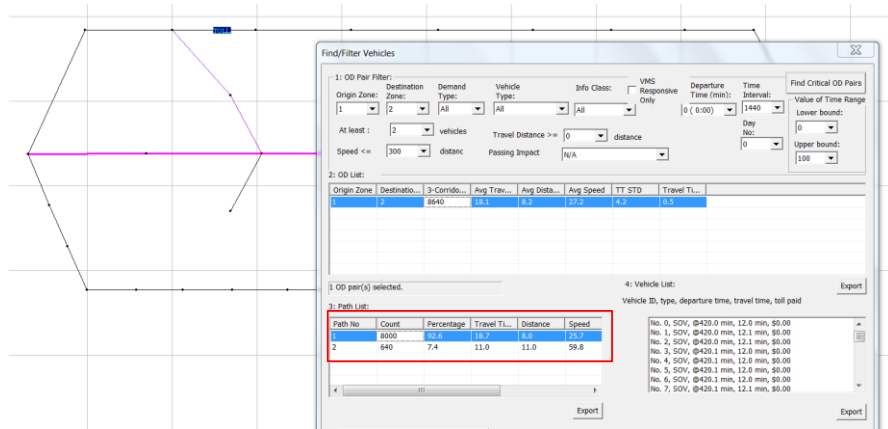 TOLL
Find/Filter Vehicles
1: OD Pair Filter:
Origin Zone: Destination Zone: Demand Type: Vehicle Type: Info Class: VMS Responsive Only Departure Time (min): Time Interval: Find Critical OD Pairs
1 2 All All All 0 ( 0:00) 1440
Value of Time Range
Lower bound:
0
Upper bound:
100
At least : 2 vehicles Travel Distance >= 0 distance Day No:
0
Speed <= 300 distanc Passing Impact N/A
2: OD List:
Origin Zone Destinatio... 3-Corrido... Avg Trav... Avg Dista... Avg Speed TT STD Travel Ti...
1 2 8640 18.1 8.2 27.2 4.2 0.5
1 OD pair(s) selected.
4: Vehicle List:
Export
Vehicle ID, type, departure time, travel time, toll paid
3: Path List:
Path No Count Percentage Travel Ti... Distance Speed
1 8000 92.6 18.7 8.0 25.7
2 640 7.4 11.0 11.0 59.8
No. 0, SOV, @420.0 min, 12.0 min, $0.00
No. 1, SOV, @420.0 min, 12.1 min, $0.00
No. 2, SOV, @420.0 min, 12.1 min, $0.00
No. 3, SOV, @420.1 min, 12.0 min, $0.00
No. 4, SOV, @420.1 min, 12.0 min, $0.00
No. 5, SOV, @420.1 min, 12.1 min, $0.00
No. 6, SOV, @420.1 min, 12.0 min, $0.00
No. 7, SOV, @420.1 min, 12.1 min, $0.00
Export
Export